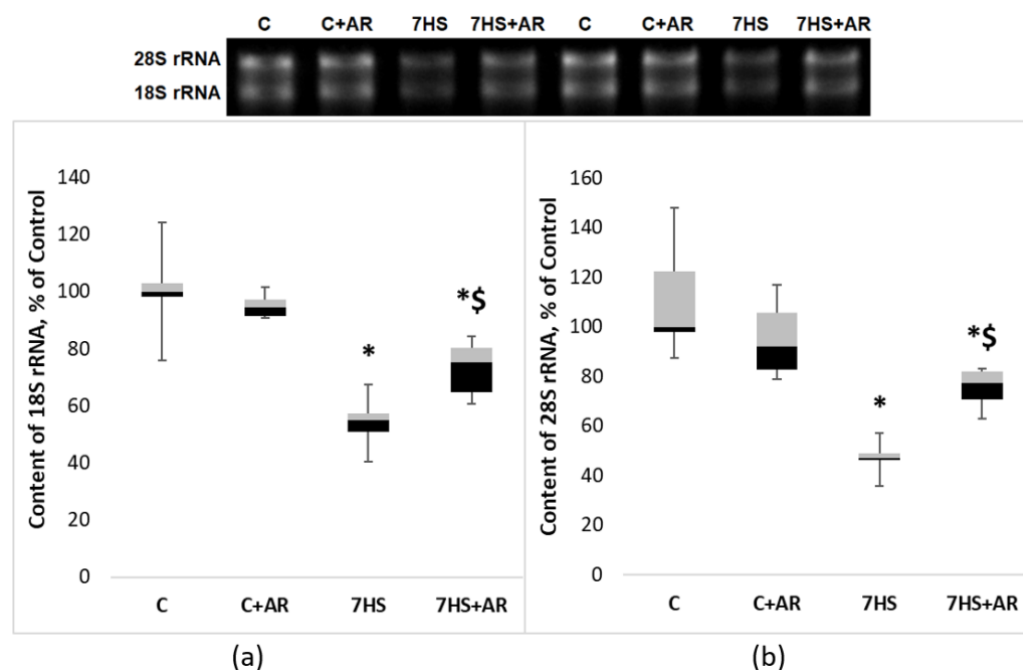 C C+AR 7HS 7HS+AR C C+AR 7HS 7HS+AR
28S rRNA
18S rRNA
Content of 18S rRNA, % of Control
140
120
100
80
60
40
20
0
*
*$
C C+AR 7HS 7HS+AR
(a)
Content of 28S rRNA, % of Control
160
140
120
100
80
60
40
20
0
*
*$
C C+AR 7HS 7HS+AR
(b)